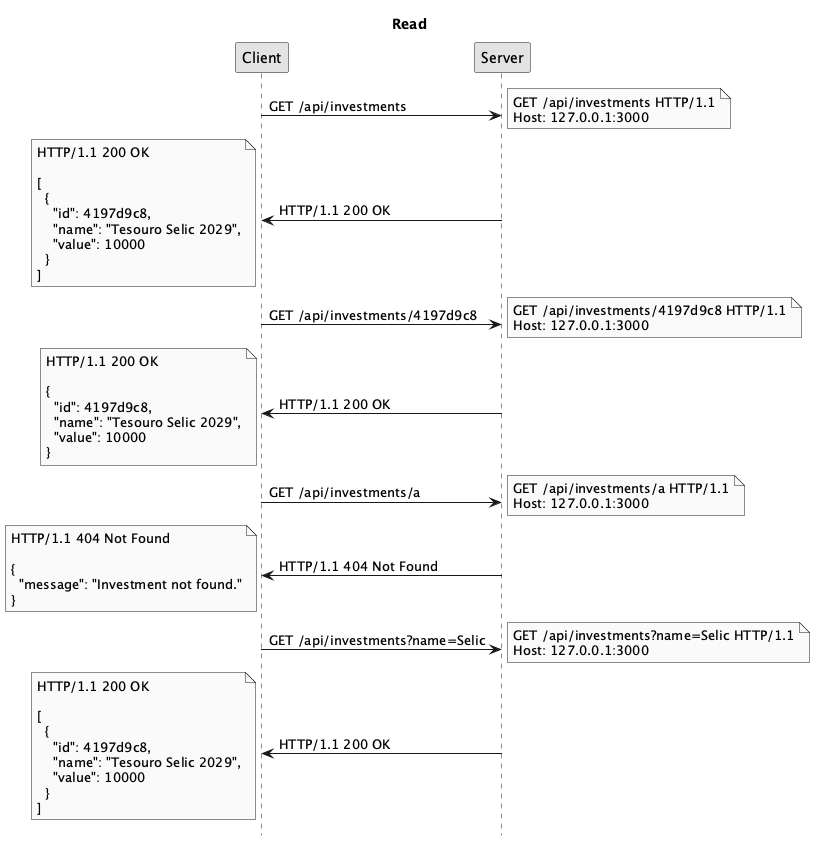 Read
Client
Server
GET /api/investments
GET /api/investments HTTP/1.1
Host: 127.0.0.1:3000
HTTP/1.1 200 OK
[
  {
    "id": 4197d9c8,
    "name": "Tesouro Selic 2029",
    "value": 10000
  }
]
HTTP/1.1 200 OK
GET /api/investments/4197d9c8
GET /api/investments/4197d9c8 HTTP/1.1
Host: 127.0.0.1:3000
HTTP/1.1 200 OK
{
  "id": 4197d9c8,
  "name": "Tesouro Selic 2029",
  "value": 10000
}
HTTP/1.1 200 OK
GET /api/investments/a
GET /api/investments/a HTTP/1.1
Host: 127.0.0.1:3000
HTTP/1.1 404 Not Found
{
  "message": "Investment not found."
}
HTTP/1.1 404 Not Found
GET /api/investments?name=Selic
GET /api/investments?name=Selic HTTP/1.1
Host: 127.0.0.1:3000
HTTP/1.1 200 OK
[
  {
    "id": 4197d9c8,
    "name": "Tesouro Selic 2029",
    "value": 10000
  }
]
HTTP/1.1 200 OK